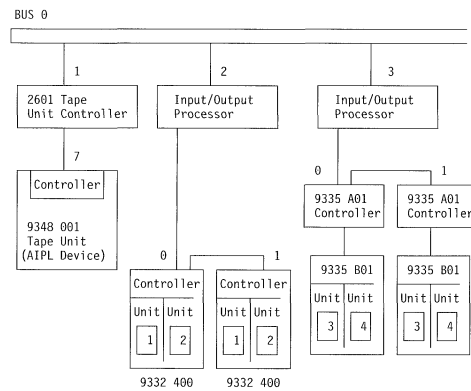 BUS 0
1
2
3
2601 Tape
Unit Controller
Input/Output
Processor
Input/Output
Processor
7
0
1
Controller
9348 001
Tape Unit
(AIPL Device)
9335 A01
Controller
9335 A01
Controller
0
1
Controller
Unit Unit
1 2
9332 400
Controller
Unit Unit
1 2
9332 400
9335 B01
Unit Unit
3 4
9335 B01
Unit Unit
3 4